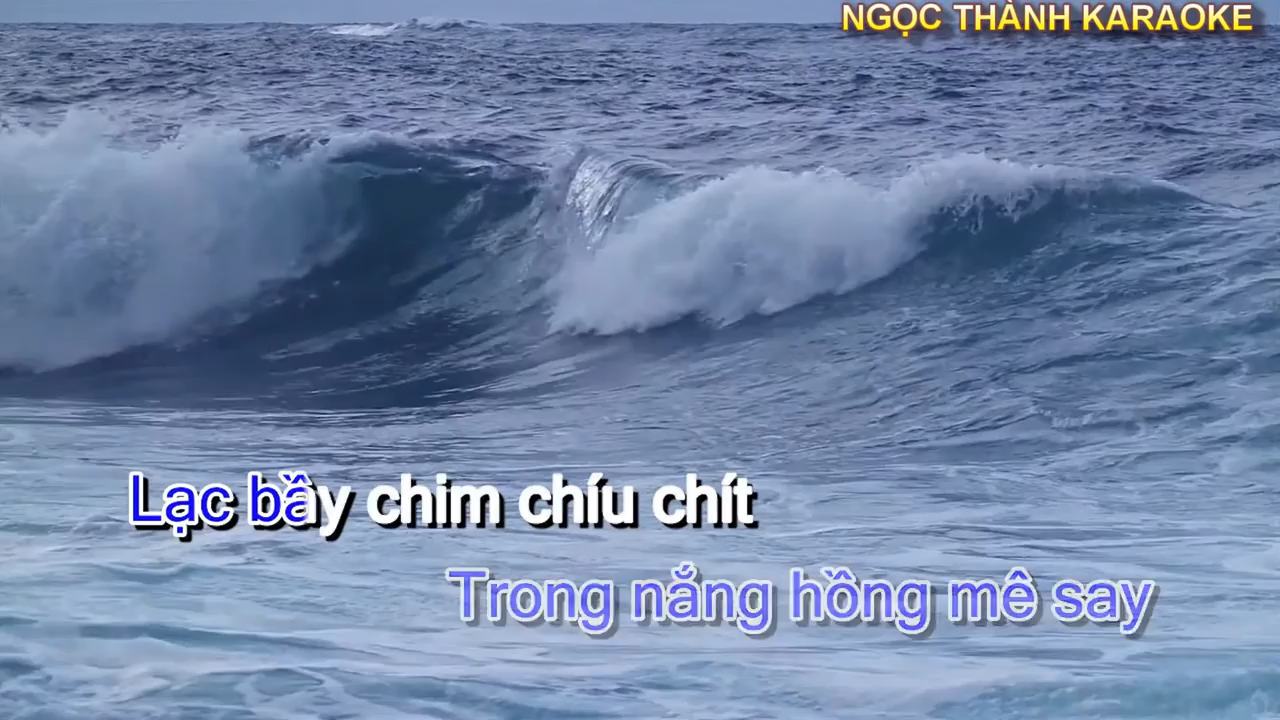 NGỌC THÀNH KARAOKE
Lạc bầy chim chíu chít
Trong nắng hồng mê say